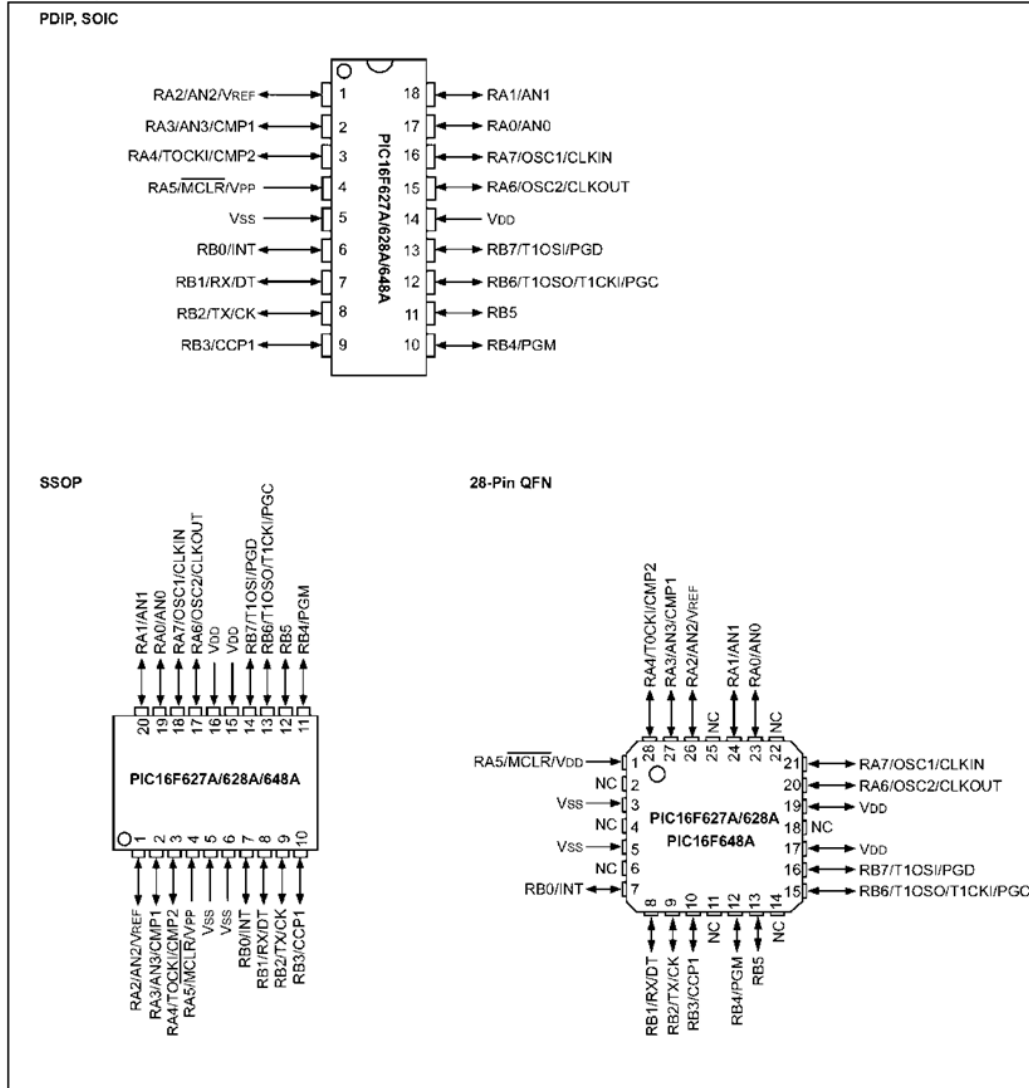 PDIP, SOIC
RA2/AN2/VREF
RA3/AN3/CMP1
RA4/TOCKI/CMP2
RA5/MCLR/VPP
VSS
RB0/INT
RB1/RX/DT
RB2/TX/CK
RB3/CCP1
1
2
3
4
5
6
7
8
9
PIC16F627A/628A/648A
18
17
16
15
14
13
12
11
10
RA1/AN1
RA0/AN0
RA7/OSC1/CLKIN
RA6/OSC2/CLKOUT
VDD
RB7/T1OSI/PGD
RB6/T1OSO/T1CKI/PGC
RB5
RB4/PGM
SSOP
RA1/AN1
RA0/AN0
RA7/OSC1/CLKIN
RA6/OSC2/CLKOUT
VDD
VDD
RB7/T1OSI/PGD
RB6/T1OSO/T1CKI/PGC
RB5
RB4/PGM
20
19
18
17
16
15
14
13
12
11
PIC16F627A/628A/648A
1
2
3
4
5
6
7
8
9
10
RA2/AN2/VREF
RA3/AN3/CMP1
RA4/TOCKI/CMP2
RA5/MCLR/VPP
VSS
VSS
RB0/INT
RB1/RX/DT
RB2/TX/CK
RB3/CCP1
28-Pin QFN
RA4/TOCKI/CMP2
RA3/AN3/CMP1
RA2/AN2/VREF
NC
RA1/AN1
RA0/AN0
NC
28
27
26
25
24
23
22
RA5/MCLR/VDD
NC
VSS
NC
VSS
NC
RB0/INT
1
2
3
4
5
6
7
PIC16F627A/628A
PIC16F648A
21
20
19
18
17
16
15
RA7/OSC1/CLKIN
RA6/OSC2/CLKOUT
VDD
NC
VDD
RB7/T1OSI/PGD
RB6/T1OSO/T1CKI/PGC
8
9
10
11
12
13
14
RB1/RX/DT
RB2/TX/CK
RB3/CCP1
NC
RB4/PGM
RB5
NC